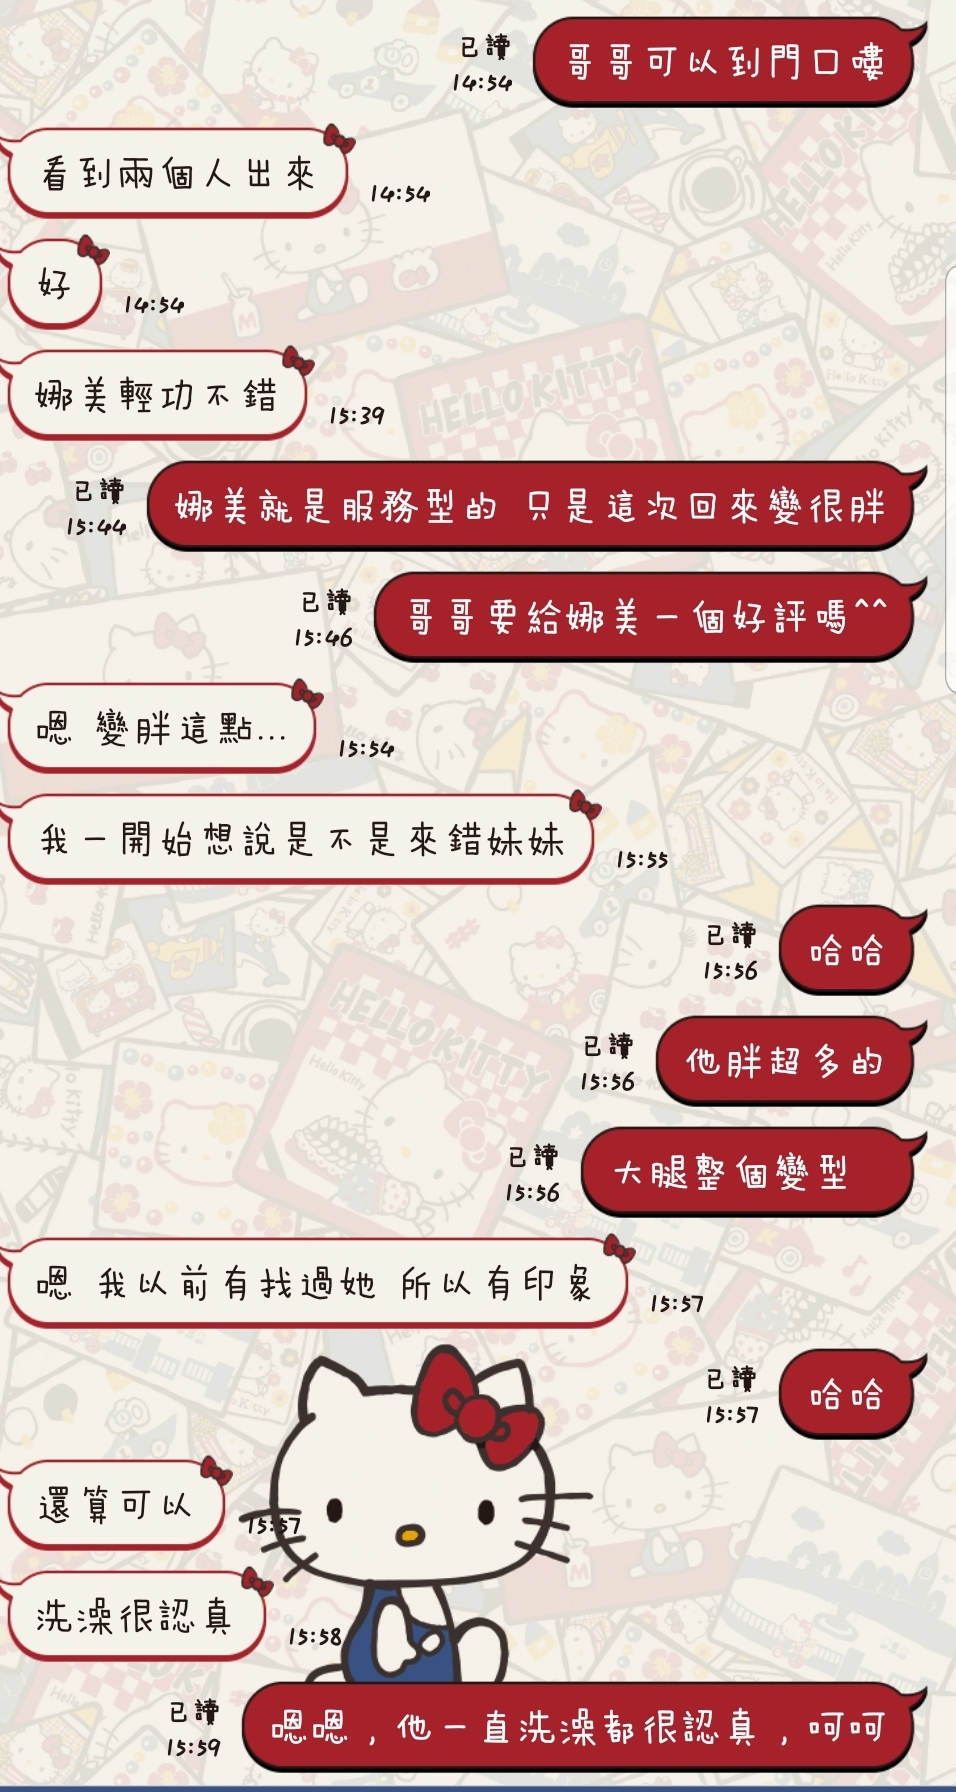 已讀
14:54
哥哥可以到門口嘍
看到兩個人出來
14:54
好
14:54
娜美輕功不錯
15:39
已讀
15:44
娜美就是服務型的 只是這次回來變很胖
已讀
15:46
哥哥要給娜美一個好評嗎^^
嗯 變胖這點...
15:54
我一開始想說是不是來錯妹妹
15:55
已讀
15:56
哈哈
已讀
15:56
他胖超多的
已讀
15:56
大腿整個變型
嗯 我以前有找過她 所以有印象
15:57
已讀
15:57
哈哈
還算可以
15:57
洗澡很認真
15:58
已讀
15:59
嗯嗯，他一直洗澡都很認真，呵呵
HELLO KITTY
HELLO KITTY
Hello Kitty
Hello Kitty